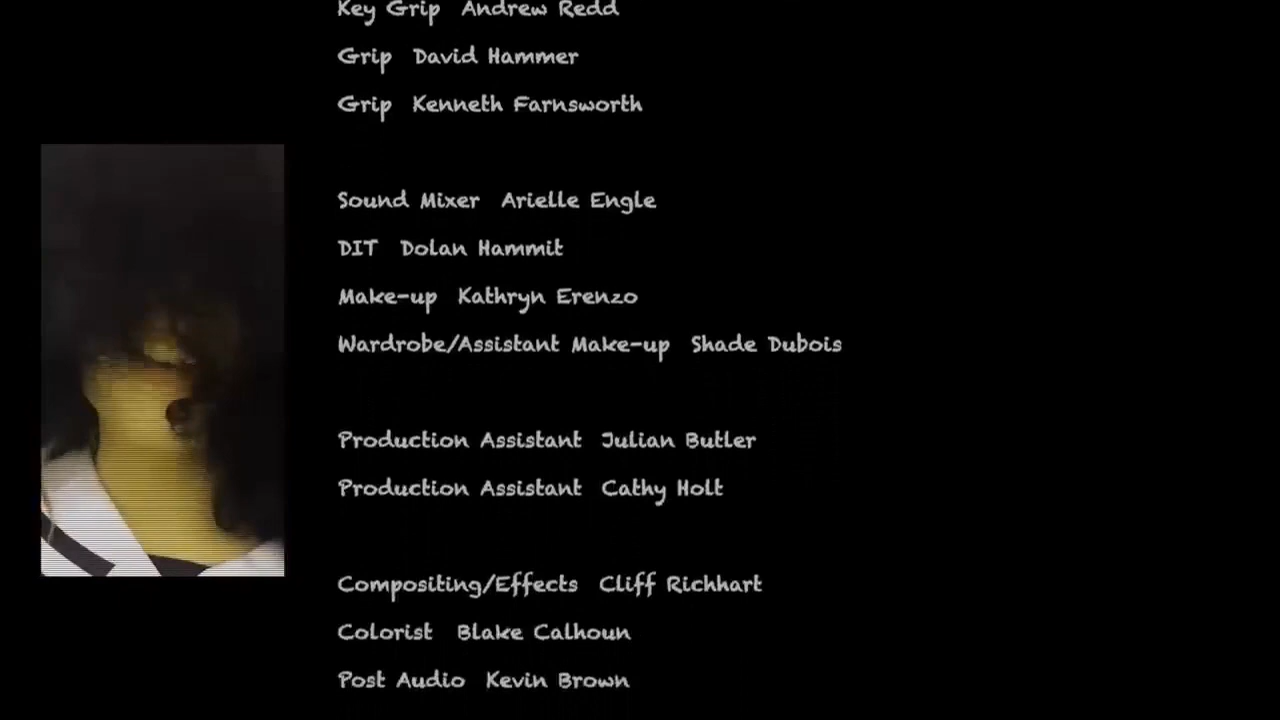 Key Grip Andrew Redd
Grip David Hammer
Grip Kenneth Farnsworth
Sound Mixer Arielle Engle
DIT Dolan Hammit
Make-up Kathryn Erenzo
Wardrobe/Assistant Make-up Shade Dubois
Production Assistant Julian Butler
Production Assistant Cathy Holt
Compositing/Effects Cliff Richhart
Colorist Blake Calhoun
Post Audio Kevin Brown